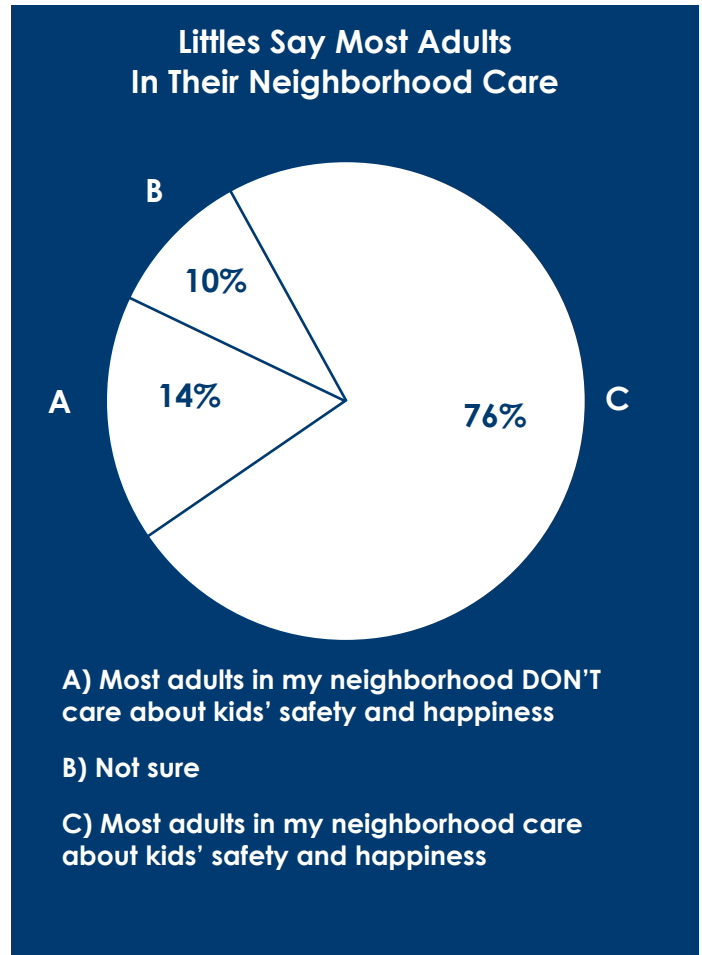 Littles Say Most Adults
In Their Neighborhood Care
B
10%
A
14%
76%
C
A) Most adults in my neighborhood DON’T
care about kids’ safety and happiness
B) Not sure
C) Most adults in my neighborhood care
about kids’ safety and happiness